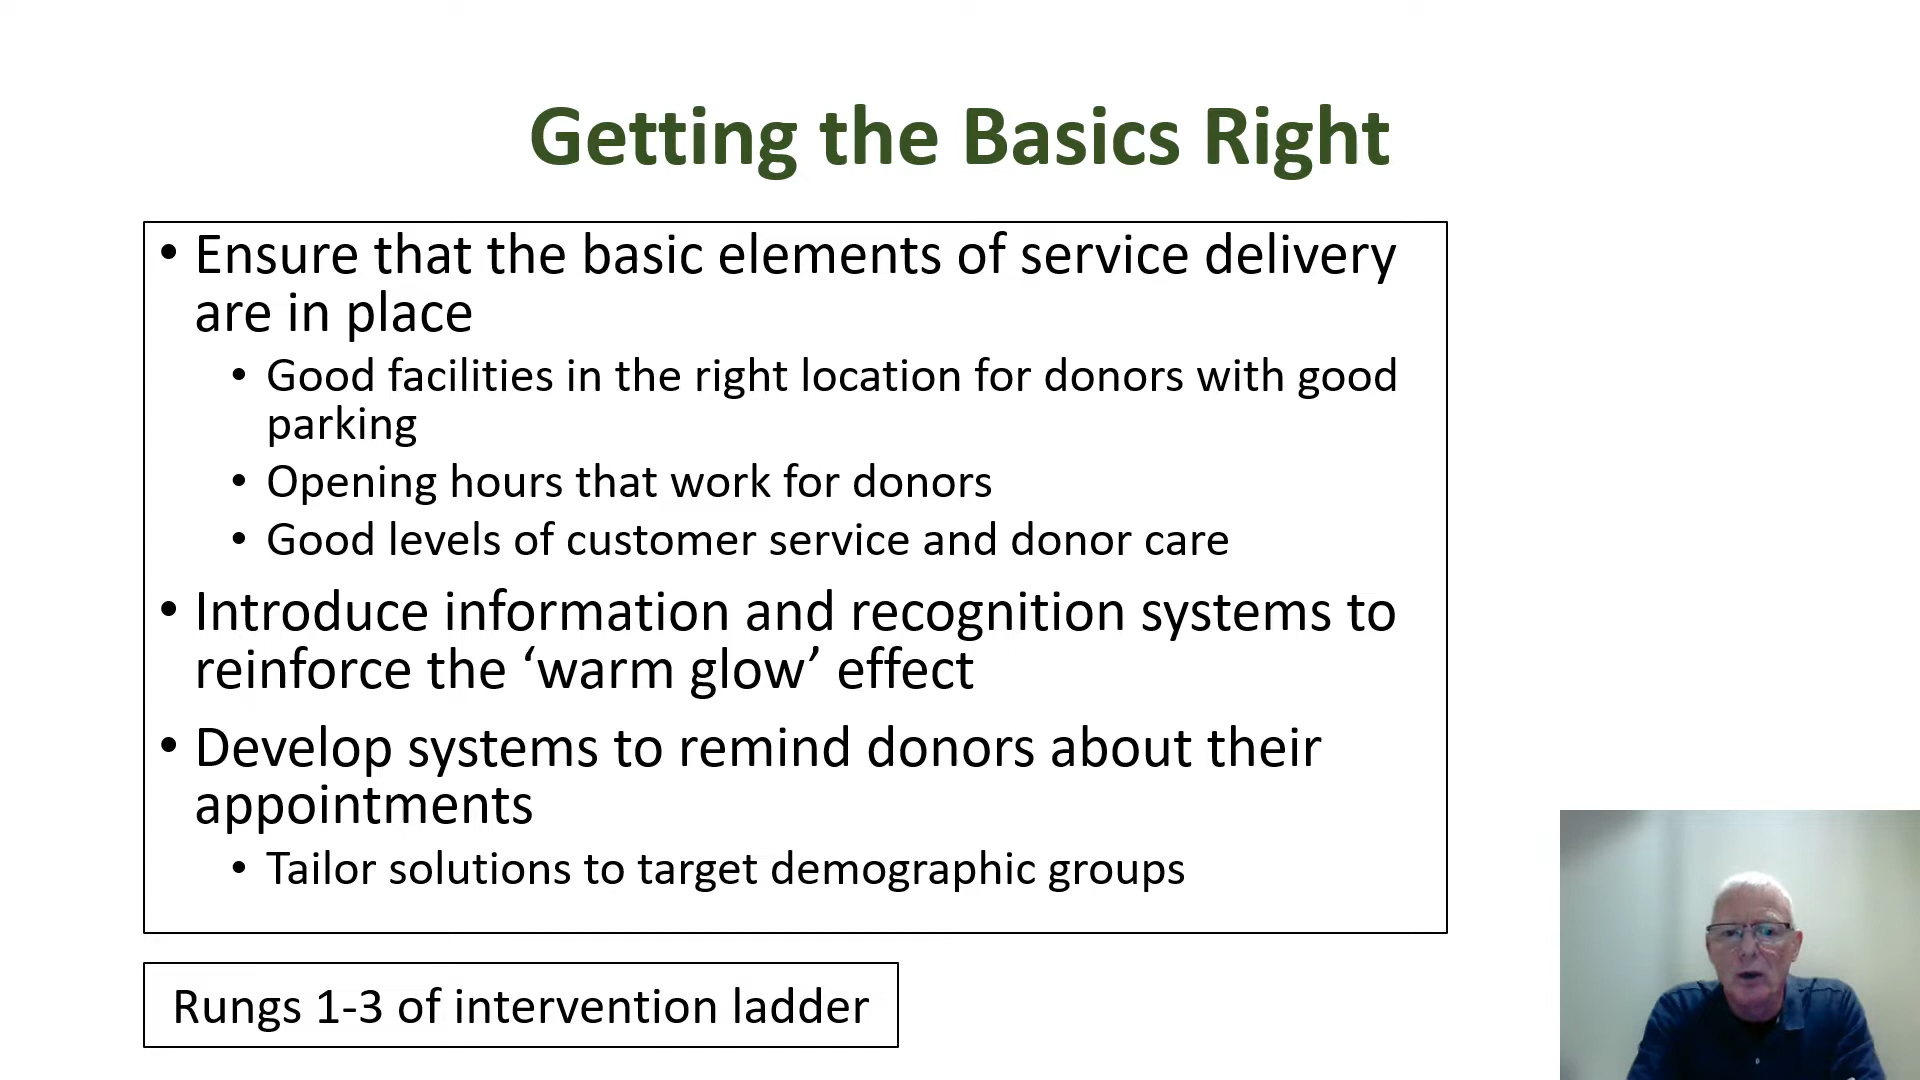 Getting the Basics Right
• Ensure that the basic elements of service delivery
are in place
• Good facilities in the right location for donors with good
parking
• Opening hours that work for donors
• Good levels of customer service and donor care
• Introduce information and recognition systems to
reinforce the ‘warm glow’ effect
• Develop systems to remind donors about their
appointments
• Tailor solutions to target demographic groups
Rungs 1-3 of intervention ladder